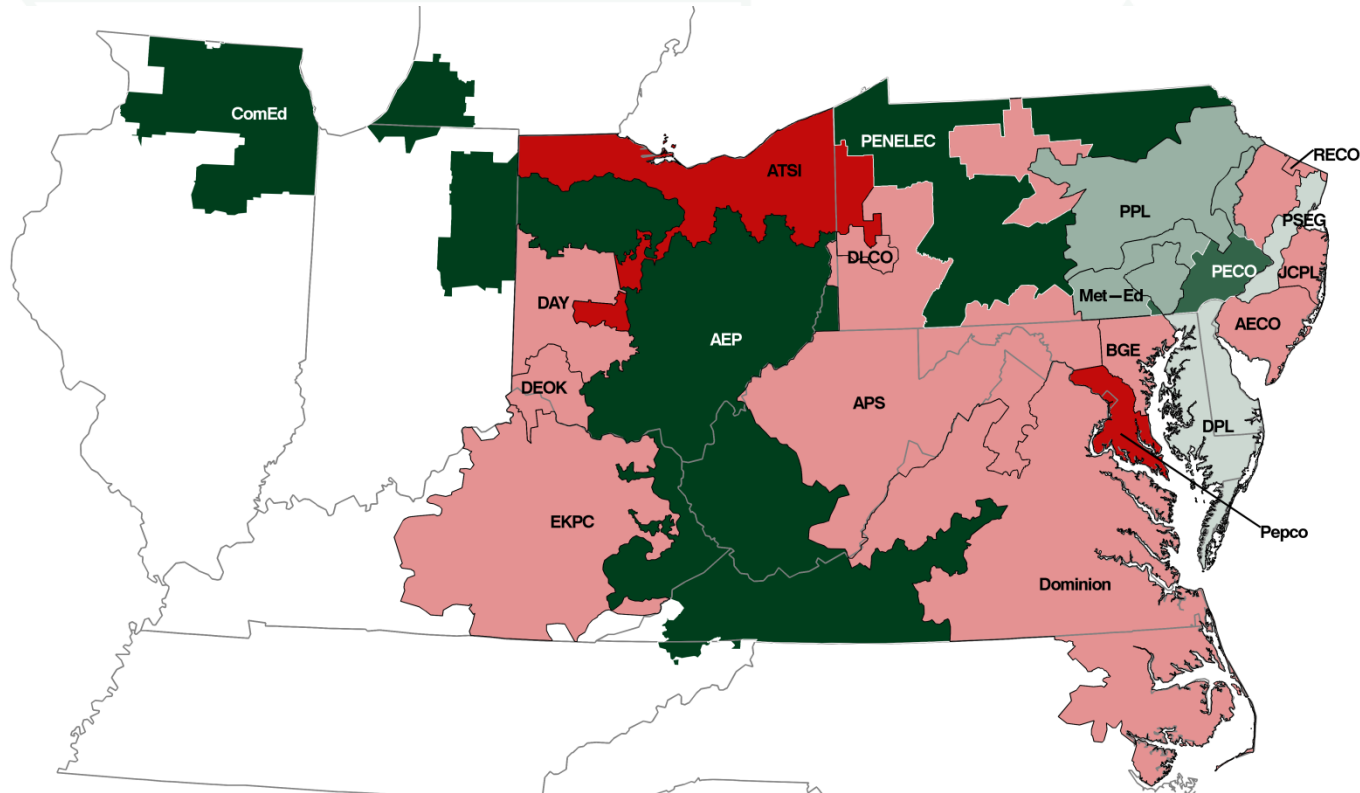 ComEd
PENELEC
RECO
ATSI
PPL
PSEG
DLCO
PECO
JCPL
Met—Ed
DAY
AECO
AEP
BGE
DEOK
APS
DPL
EKPC
Pepco
Dominion